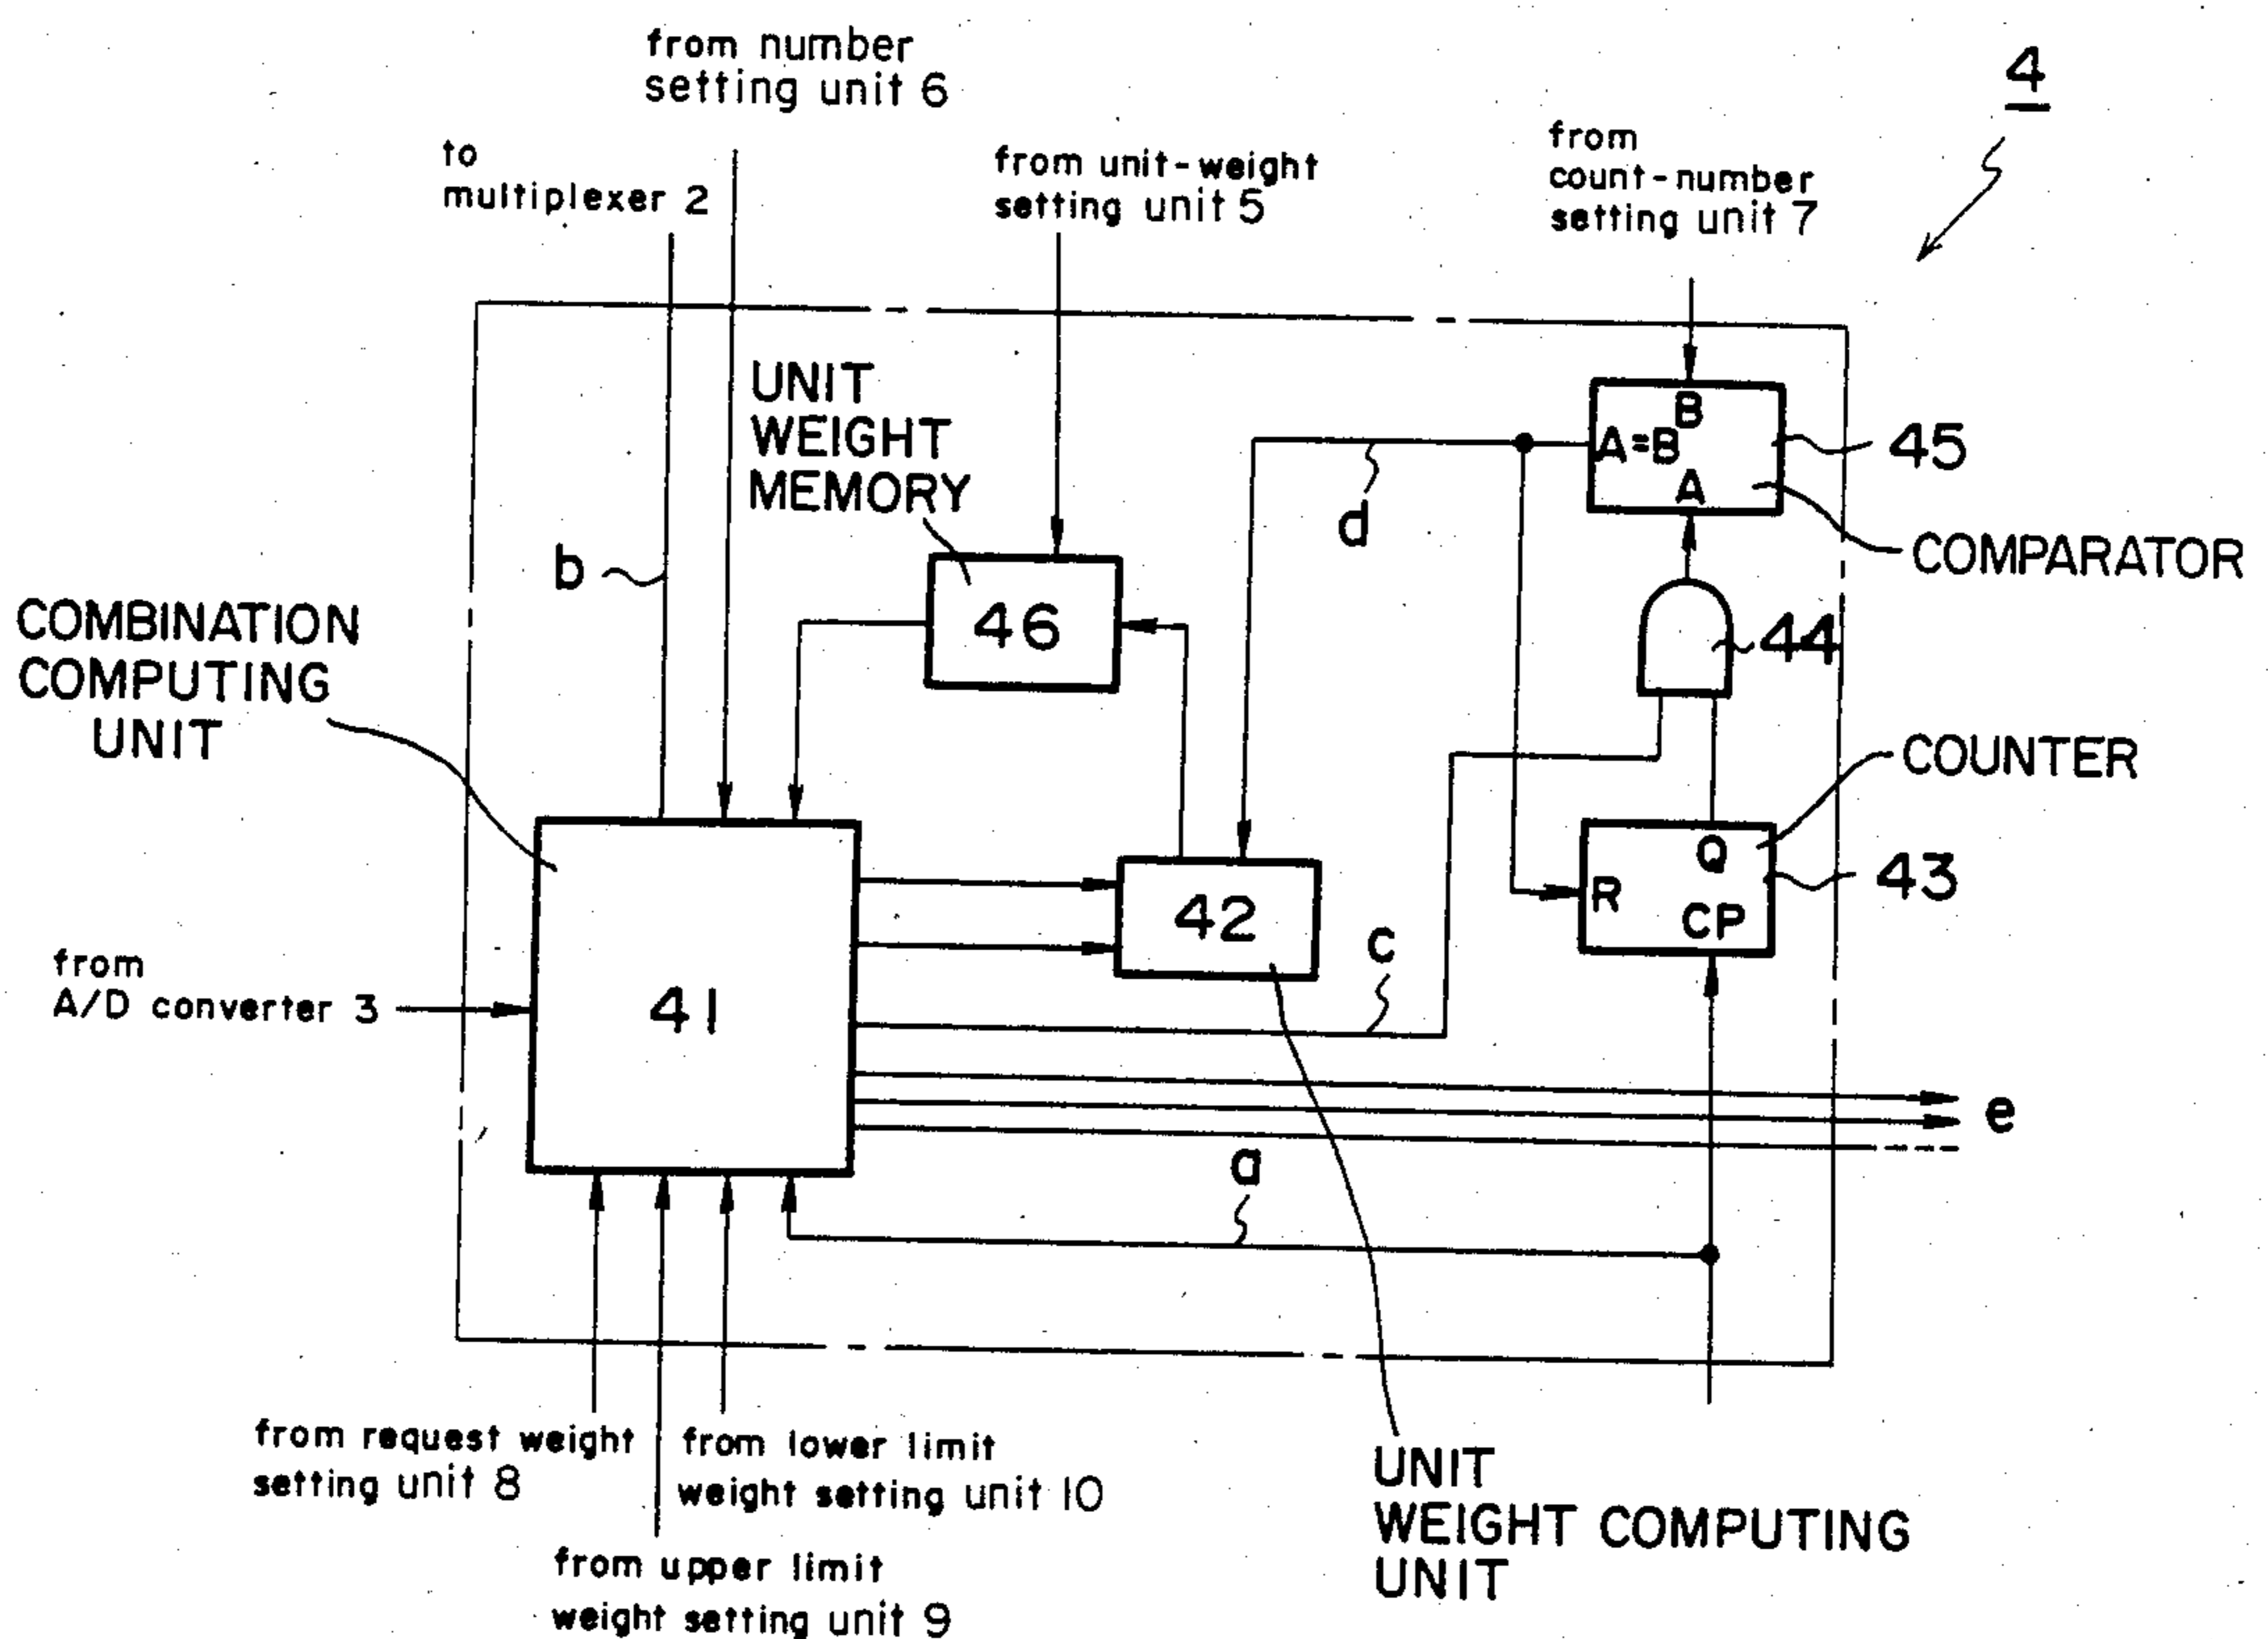 from number
setting unit 6
4
to
multiplexer 2
from unit-weight
setting unit 5
from
count-number
setting unit 7
UNIT
WEIGHT
MEMORY
B
A=B
A
45
d
COMPARATOR
b
46
44
COMBINATION
COMPUTING
UNIT
COUNTER
Q
R
CP
43
42
c
from
A/D converter 3
41
e
a
from request weight
setting unit 8
from lower limit
weight setting unit 10
from upper limit
weight setting unit 9
UNIT
WEIGHT COMPUTING
UNIT